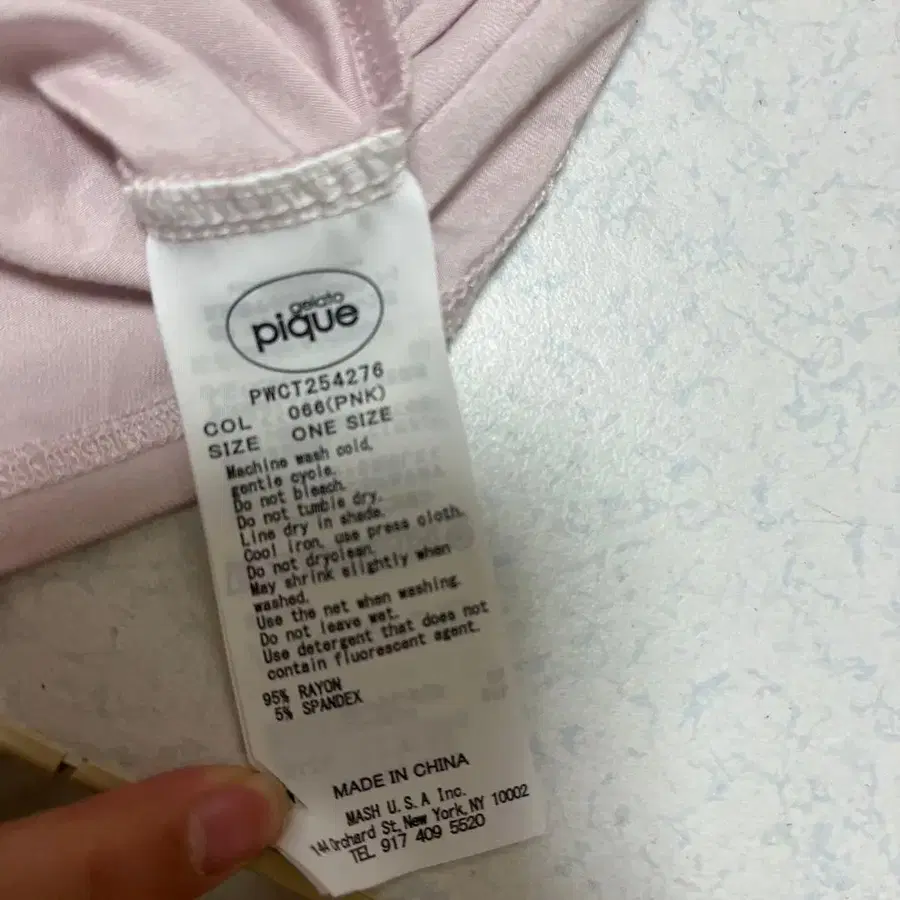 gelato
pique
PWCT254276
COL 066(PNK)
SIZE ONE SIZE
Machine wash cold,
gentle cycle.
Do not bleach.
Do not tumble dry.
Line dry in shade.
Cool iron, use press cloth.
Do not dryclean.
May shrink slightly when
washed.
Use the net when washing.
Do not leave wet.
Use detergent that does not
contain fluorescent agent.
95% RAYON
5% SPANDEX
MADE IN CHINA
MASH U.S.A Inc.
144 Orchard St, New York, NY 10002
TEL 917 409 5520